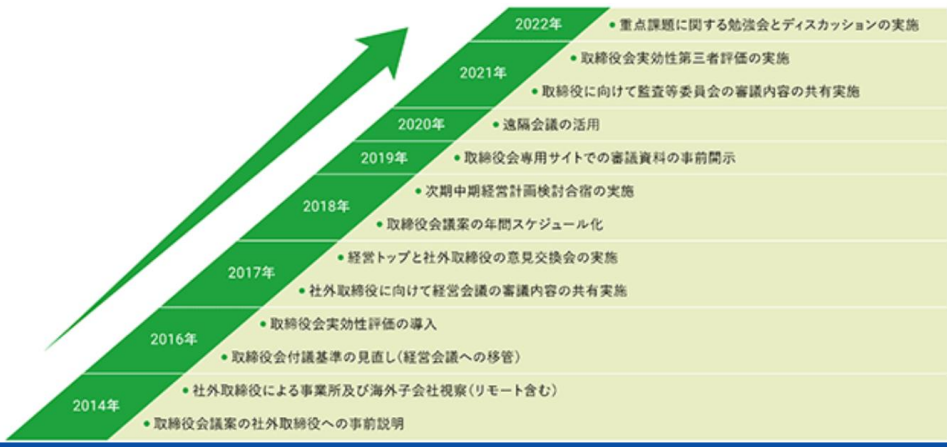 2022年
• 重点課題に関する勉強会とディスカッションの実施
2021年
• 取締役会実効性第三者評価の実施
• 取締役に向けて監査等委員会の審議内容の共有実施
2020年
• 遠隔会議の活用
2019年
• 取締役会専用サイトでの審議資料の事前開示
2018年
• 次期中期経営計画検討合宿の実施
• 取締役会議案の年間スケジュール化
2017年
• 経営トップと社外取締役の意見交換会の実施
• 社外取締役に向けて経営会議の審議内容の共有実施
2016年
• 取締役会実効性評価の導入
• 取締役会付議基準の見直し(経営会議への移管)
2014年
• 社外取締役による事業所及び海外子会社視察(リモート含む)
• 取締役会議案の社外取締役への事前説明